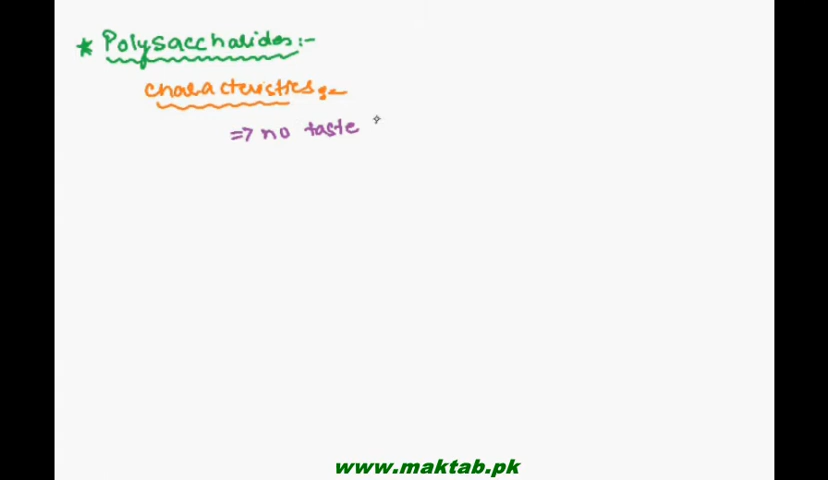 * Polysaccharides:-
characteristics:-
=> no taste
www.maktab.pk